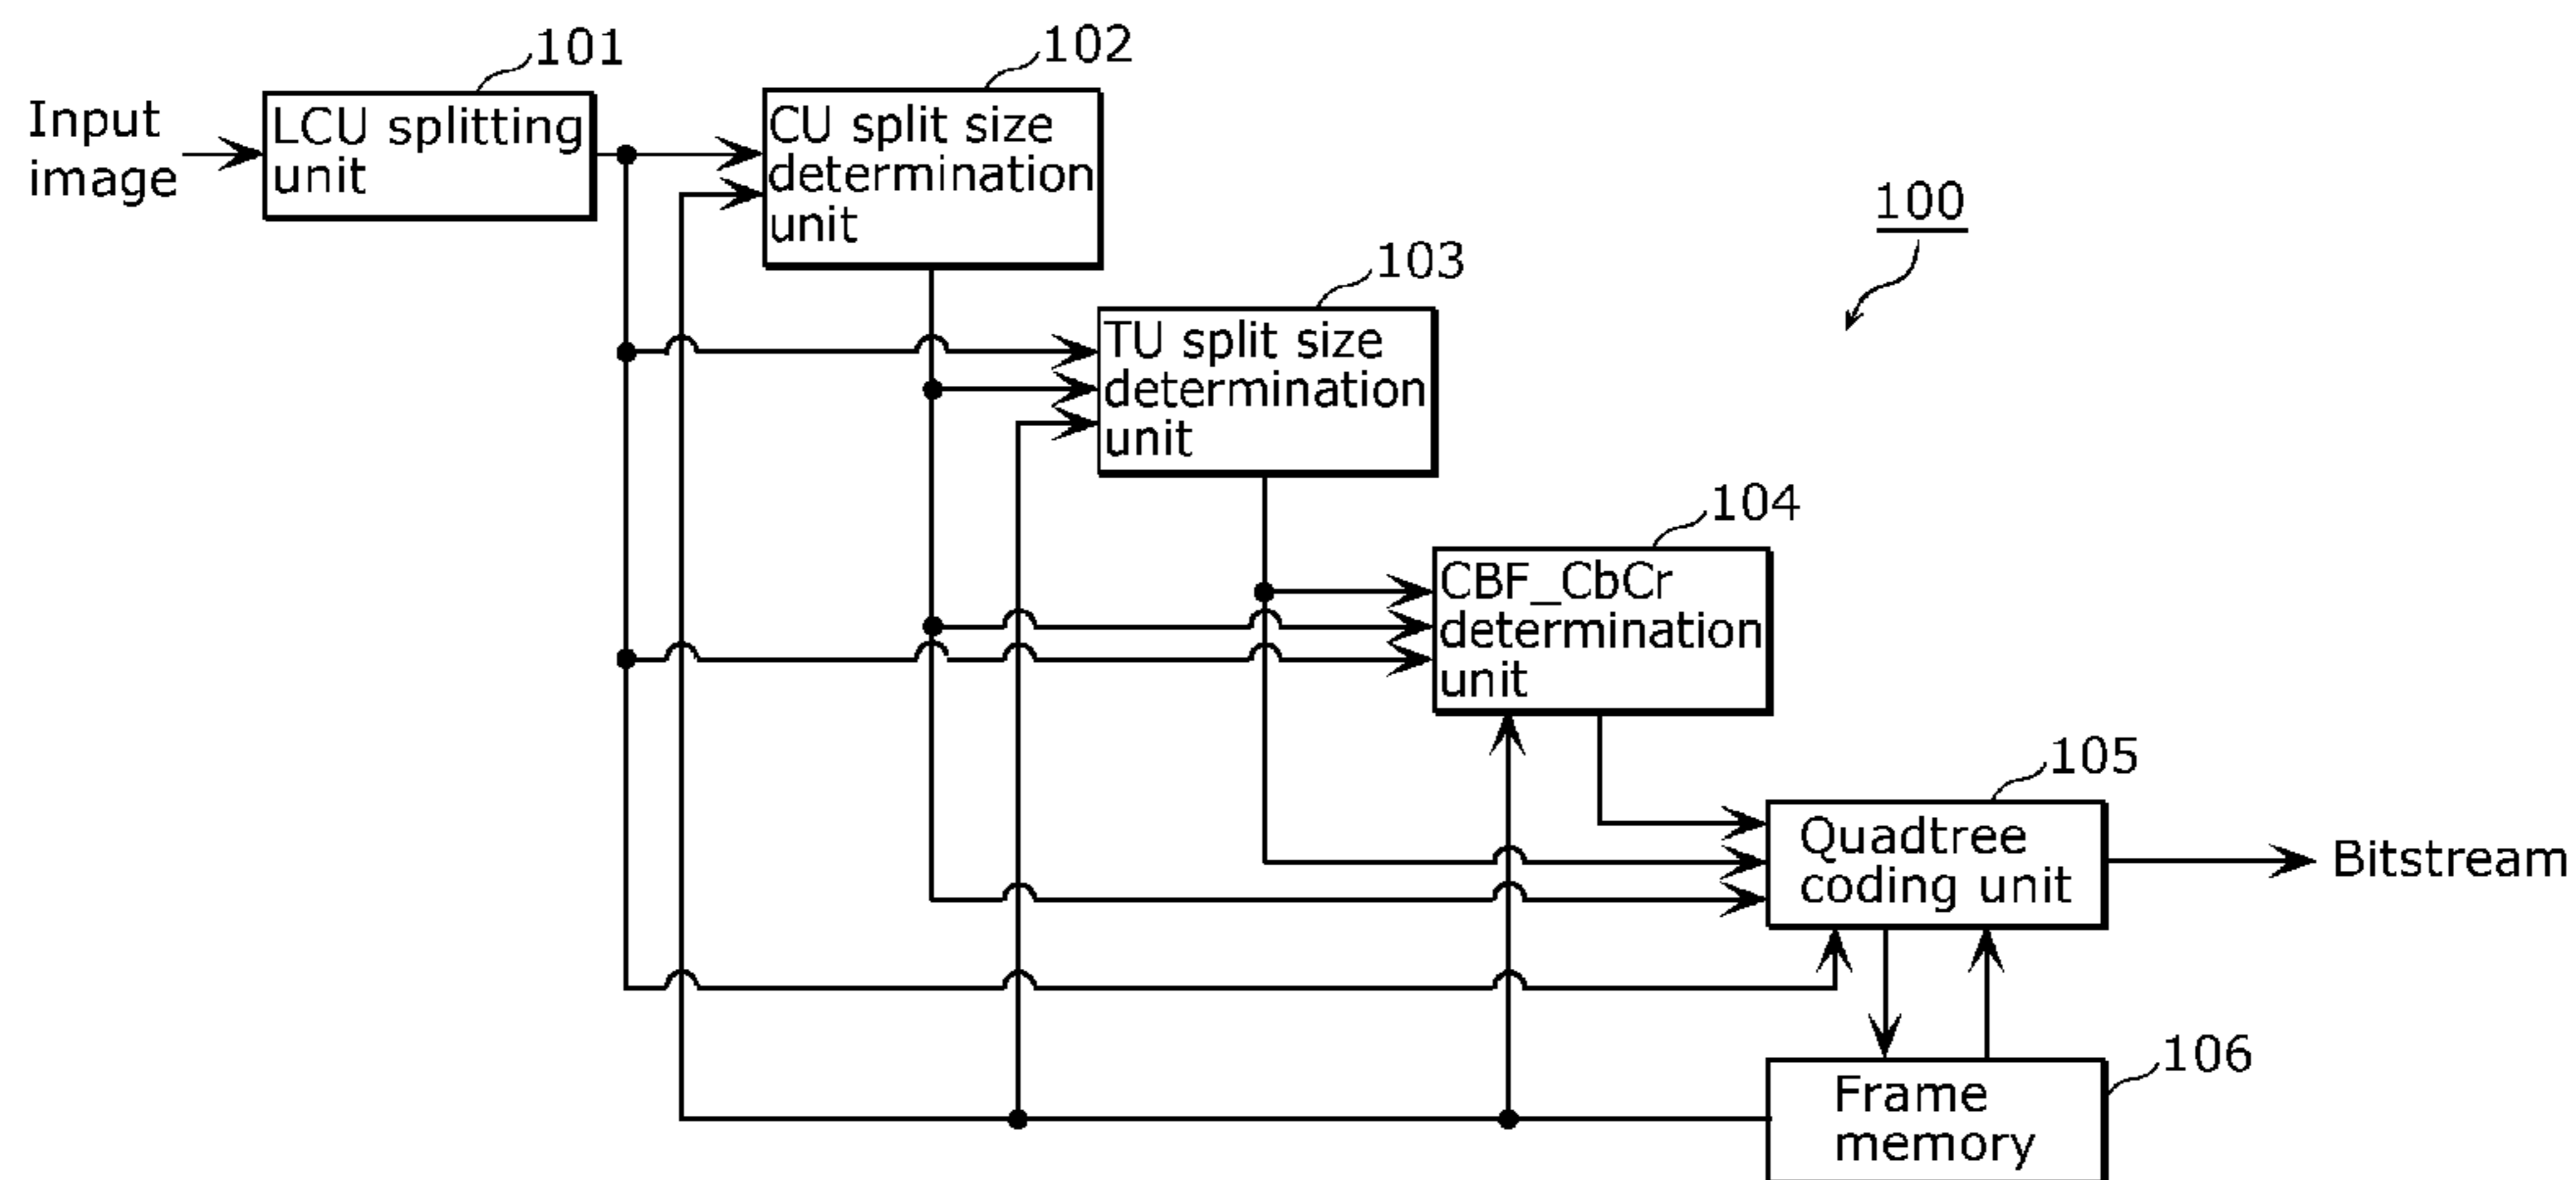 101
102
Input
image
LCU splitting
unit
CU split size
determination
unit
100
103
TU split size
determination
unit
104
CBF_CbCr
determination
unit
105
Quadtree
coding unit
Bitstream
106
Frame
memory